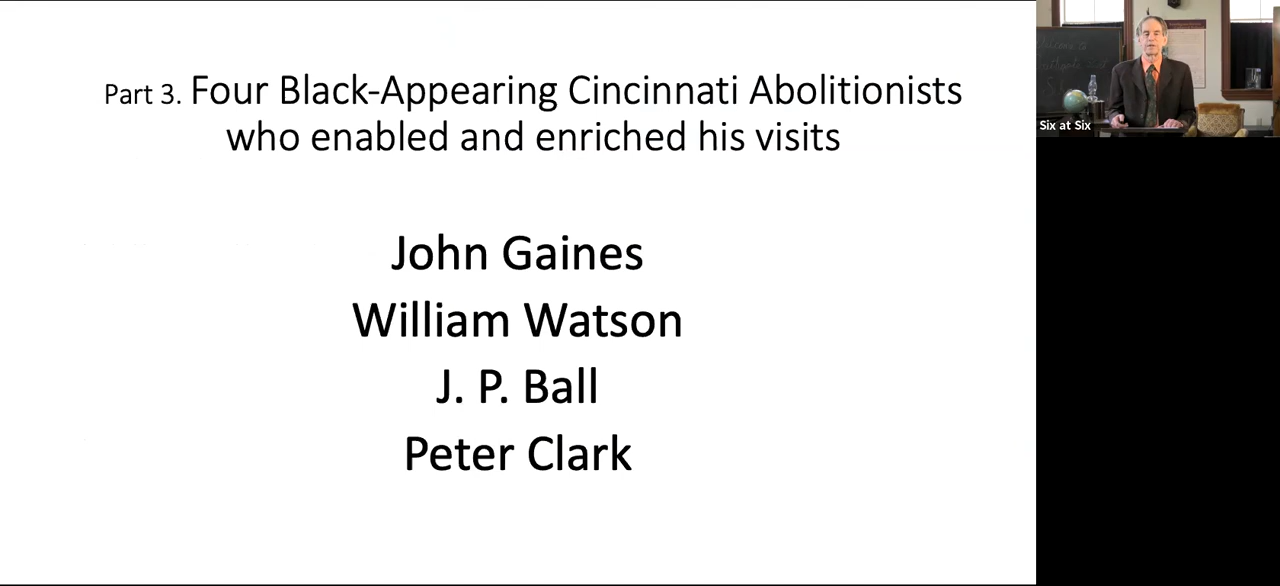 Part 3. Four Black-Appearing Cincinnati Abolitionists
who enabled and enriched his visits
John Gaines
William Watson
J. P. Ball
Peter Clark
Six at Six